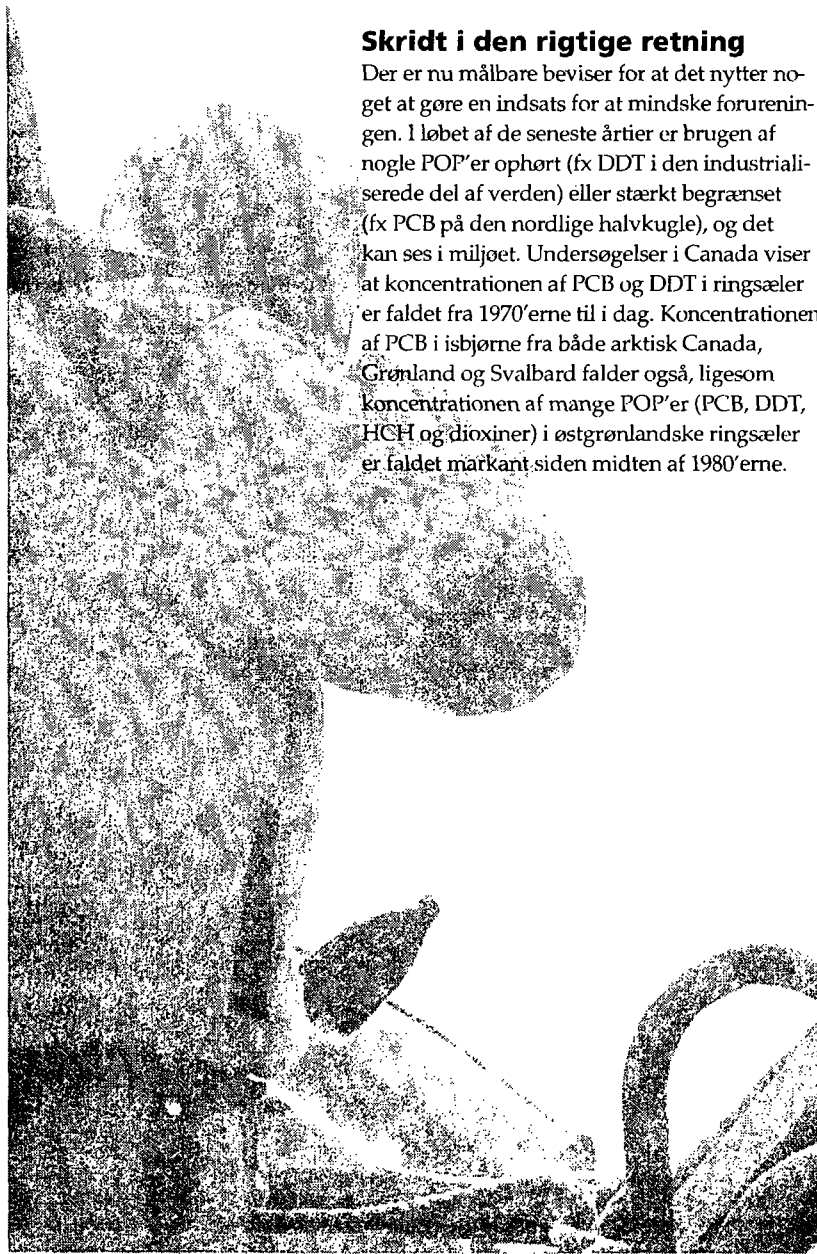 Skridt i den rigtige retning
Der er nu målbare beviser for at det nytter no-
get at gøre en indsats for at mindske forurenin-
gen. I løbet af de seneste årtier er brugen af
nogle POP'er ophørt (fx DDT i den industriali-
serede del af verden) eller stærkt begrænset
(fx PCB på den nordlige halvkugle), og det
kan ses i miljøet. Undersøgelser i Canada viser
at koncentrationen af PCB og DDT i ringsæler
er faldet fra 1970'erne til i dag. Koncentrationen
af PCB i isbjørne fra både arktisk Canada,
Grønland og Svalbard falder også, ligesom
koncentrationen af mange POP'er (PCB, DDT,
HCH og dioxiner) i østgrønlandske ringsæler
er faldet markant siden midten af 1980'erne.